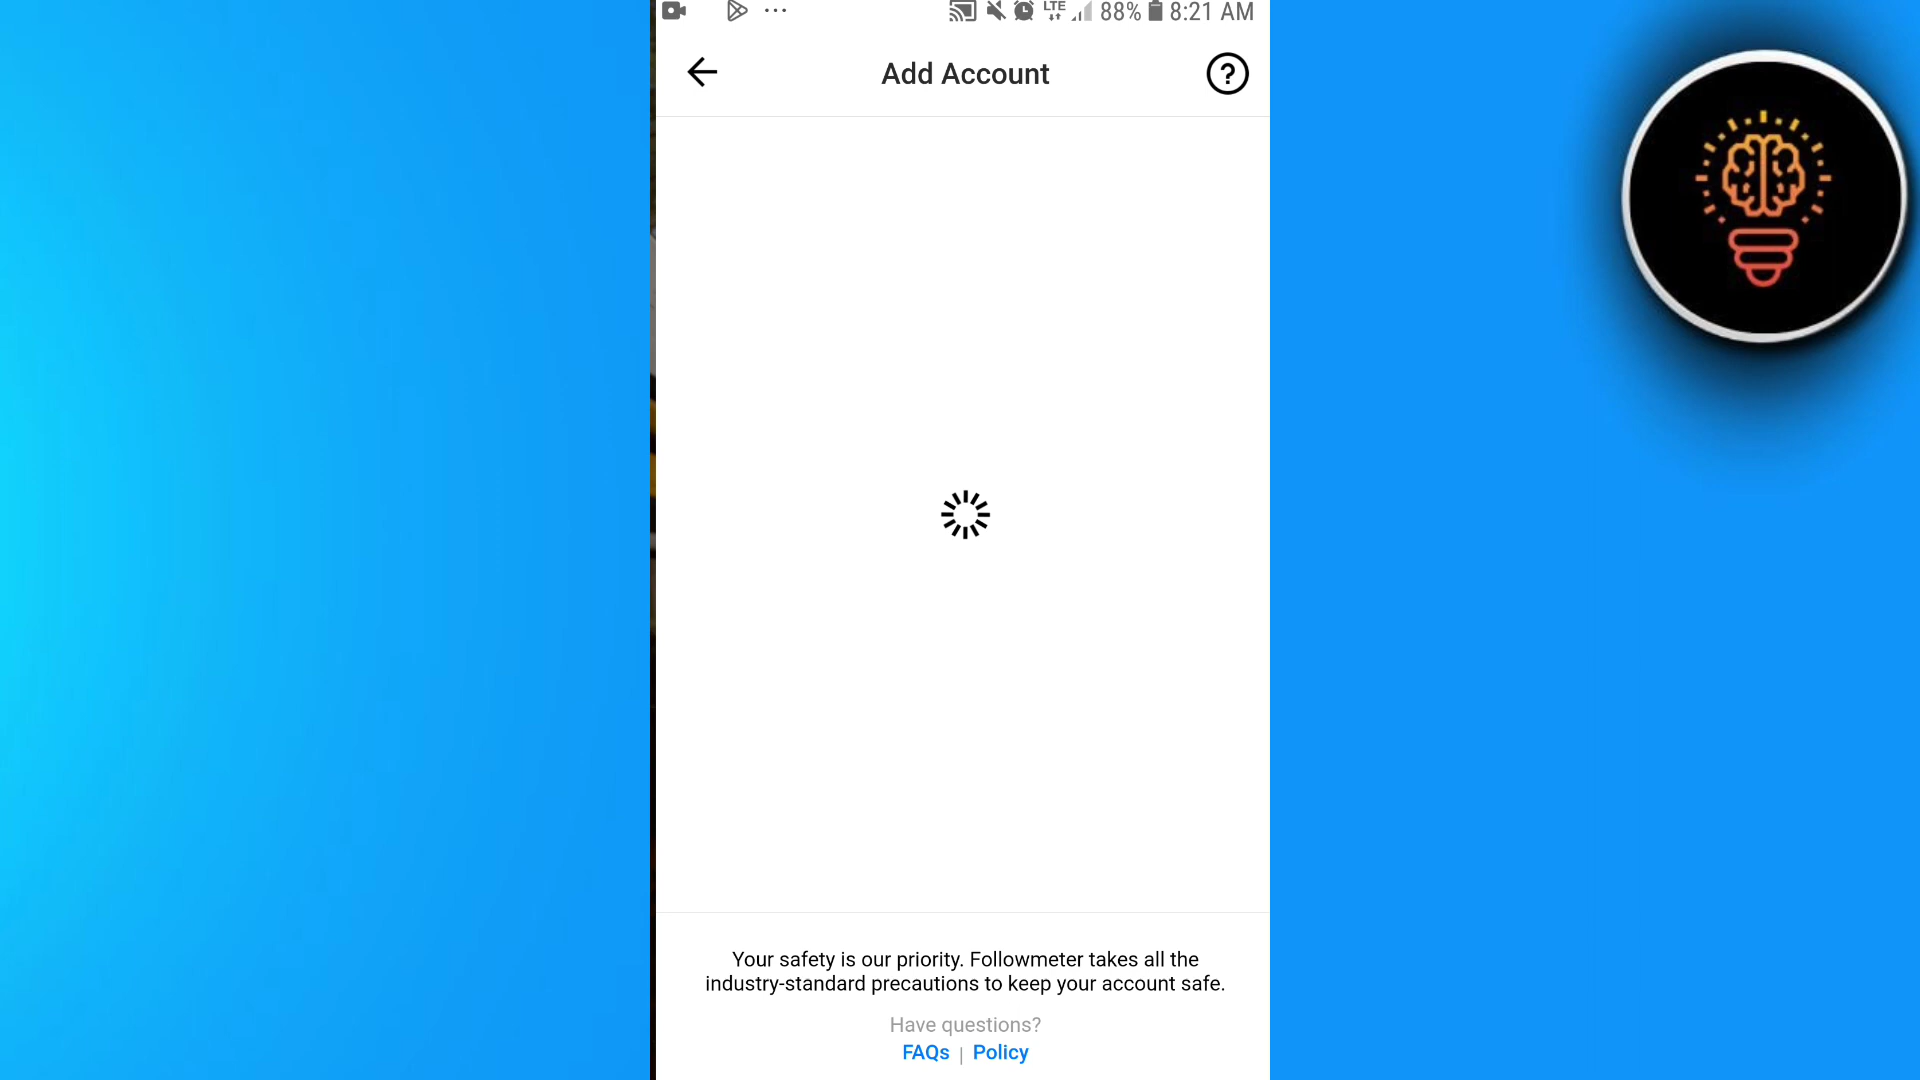 LTE 88% 8:21 AM
Add Account
Your safety is our priority. Followmeter takes all the
industry-standard precautions to keep your account safe.
Have questions?
FAQs | Policy